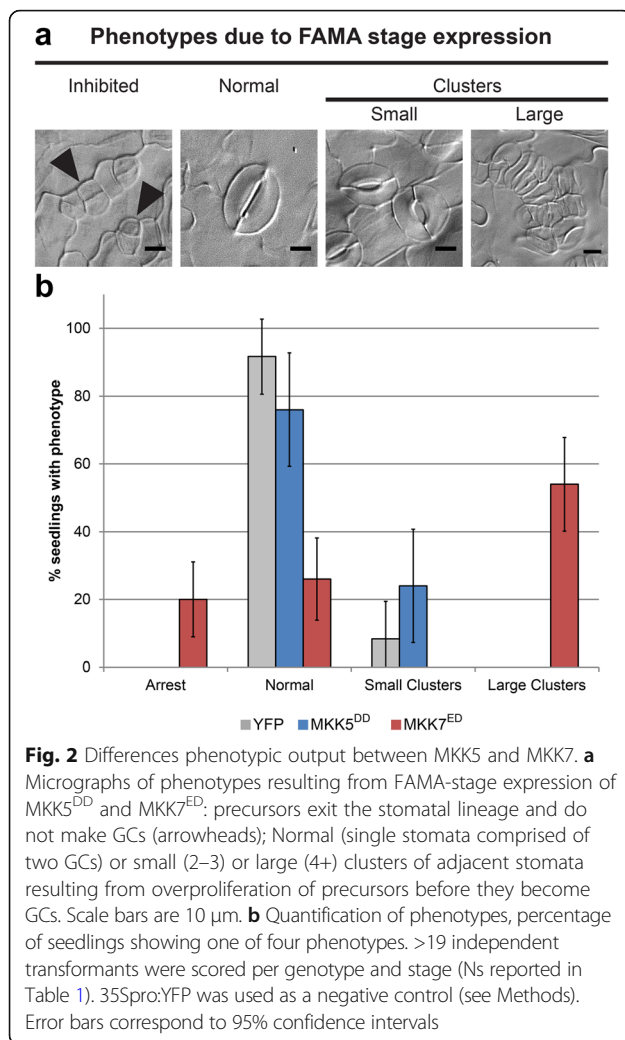 a Phenotypes due to FAMA stage expression
Inhibited Normal Clusters
Small Large
b
% seedlings with phenotype
100
80
60
40
20
0
Arrest Normal Small Clusters Large Clusters
YFP MKK5DD MKK7ED
Fig. 2 Differences phenotypic output between MKK5 and MKK7. a
Micrographs of phenotypes resulting from FAMA-stage expression of
MKK5DD and MKK7ED: precursors exit the stomatal lineage and do
not make GCs (arrowheads); Normal (single stomata comprised of
two GCs) or small (2–3) or large (4+) clusters of adjacent stomata
resulting from overproliferation of precursors before they become
GCs. Scale bars are 10 μm. b Quantification of phenotypes, percentage
of seedlings showing one of four phenotypes. >19 independent
transformants were scored per genotype and stage (Ns reported in
Table 1). 35Spro:YFP was used as a negative control (see Methods).
Error bars correspond to 95% confidence intervals